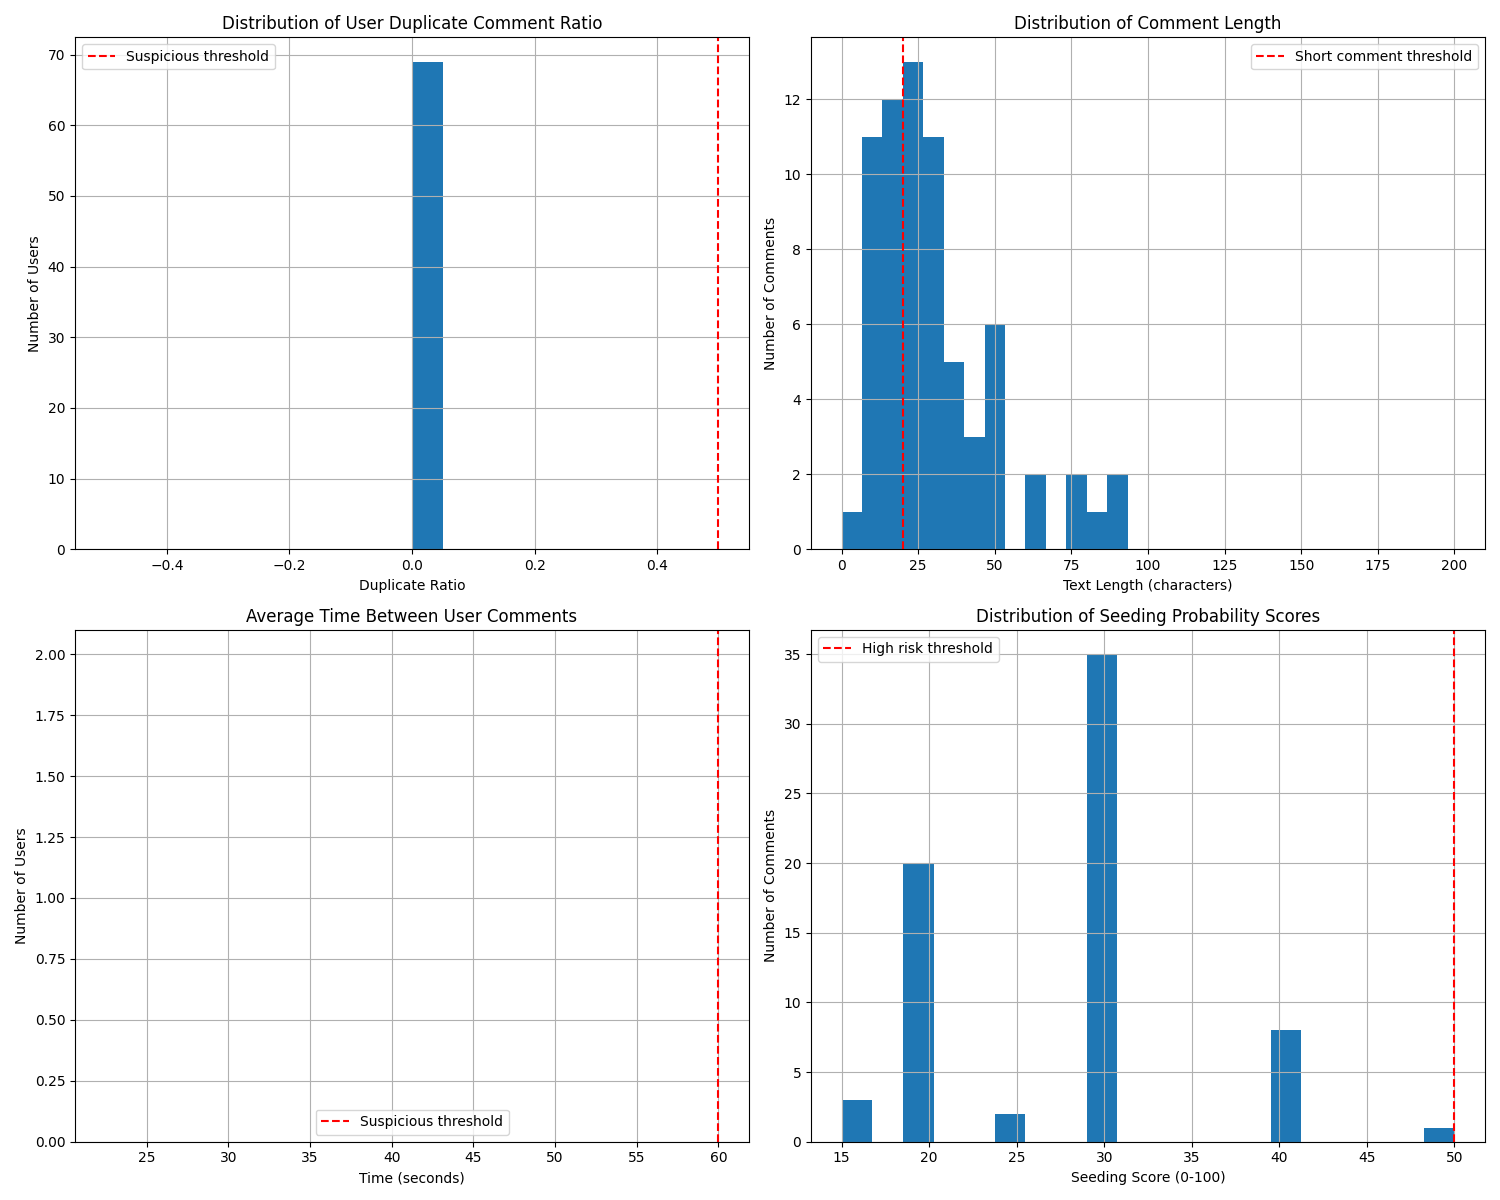 Distribution of User Duplicate Comment Ratio
Suspicious threshold
70
60
50
40
30
20
10
0
Number of Users
−0.4 −0.2 0.0 0.2 0.4
Duplicate Ratio
Distribution of Comment Length
Short comment threshold
12
10
8
6
4
2
0
Number of Comments
0 25 50 75 100 125 150 175 200
Text Length (characters)
Average Time Between User Comments
2.00
1.75
1.50
1.25
1.00
0.75
0.50
0.25
0.00
Number of Users
Suspicious threshold
25 30 35 40 45 50 55 60
Time (seconds)
Distribution of Seeding Probability Scores
High risk threshold
35
30
25
20
15
10
5
0
Number of Comments
15 20 25 30 35 40 45 50
Seeding Score (0-100)